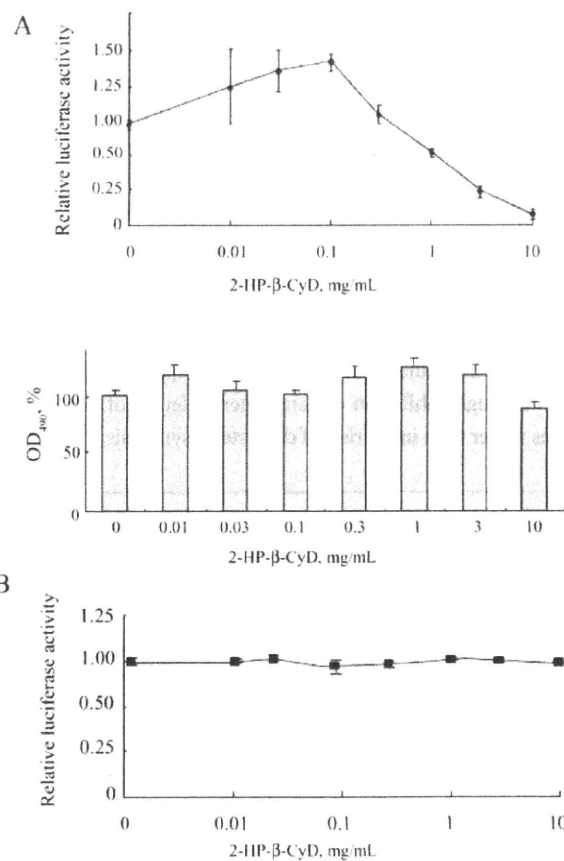 A
Relative luciferase activity
1.50
1.25
1.00
0.50
0.25
0
0 0.01 0.1 1 10
2-HP-β-CyD, mg/mL
OD490, %
100
50
0
0 0.01 0.03 0.1 0.3 1 3 10
2-HP-β-CyD, mg/mL
B
Relative luciferase activity
1.25
1.00
0.50
0.25
0
0 0.01 0.1 1 10
2-HP-β-CyD, mg/mL